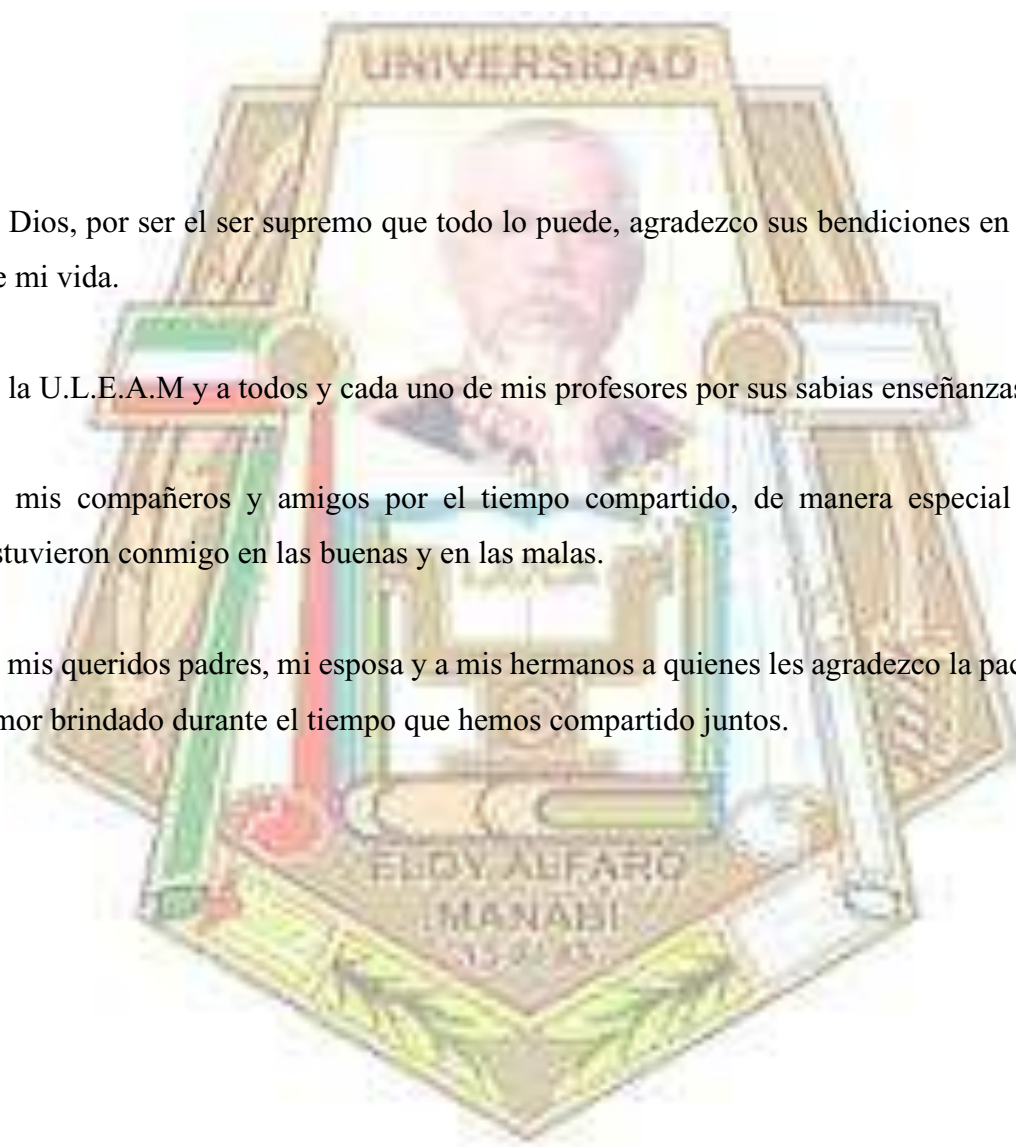 UNIVERSIDAD
Dios, por ser el ser supremo que todo lo puede, agradezco sus bendiciones en
e mi vida.
la U.L.E.A.M y a todos y cada uno de mis profesores por sus sabias enseñanzas
mis compañeros y amigos por el tiempo compartido, de manera especial
stuvieron conmigo en las buenas y en las malas.
mis queridos padres, mi esposa y a mis hermanos a quienes les agradezco la pac
mor brindado durante el tiempo que hemos compartido juntos.
ELOY ALFARO
MANABI